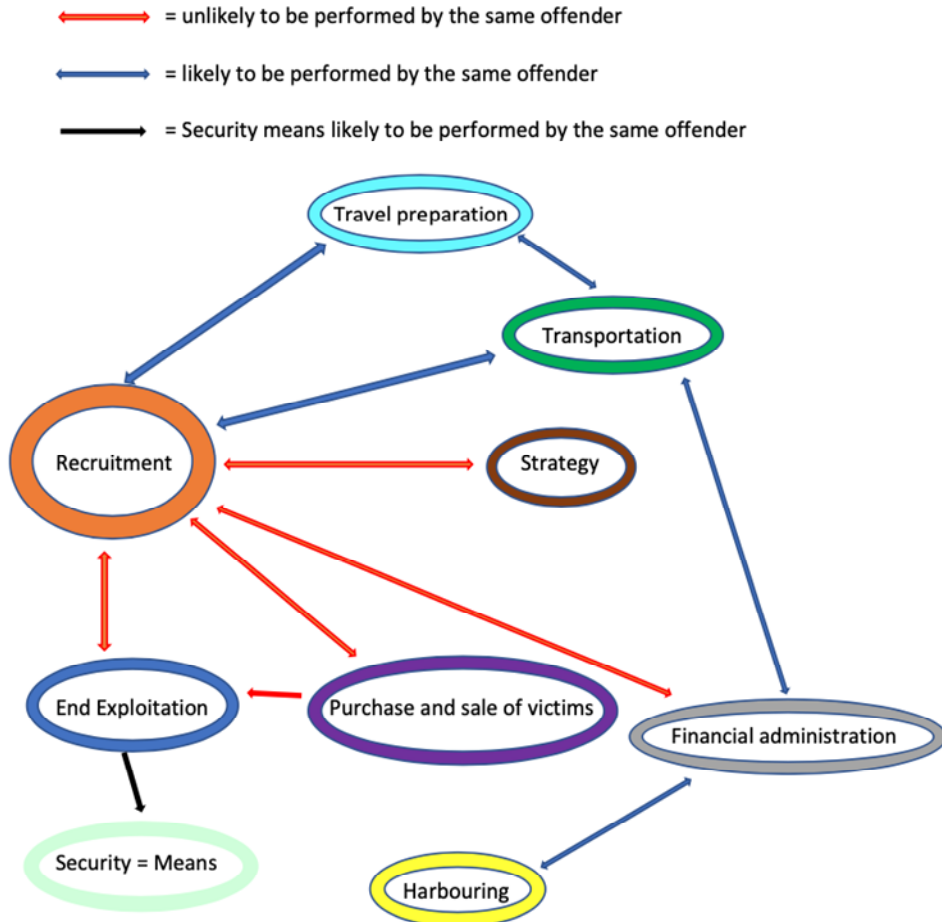 = unlikely to be performed by the same offender
= likely to be performed by the same offender
= Security means likely to be performed by the same offender
Travel preparation
Transportation
Recruitment
Strategy
End Exploitation
Purchase and sale of victims
Financial administration
Security = Means
Harbouring